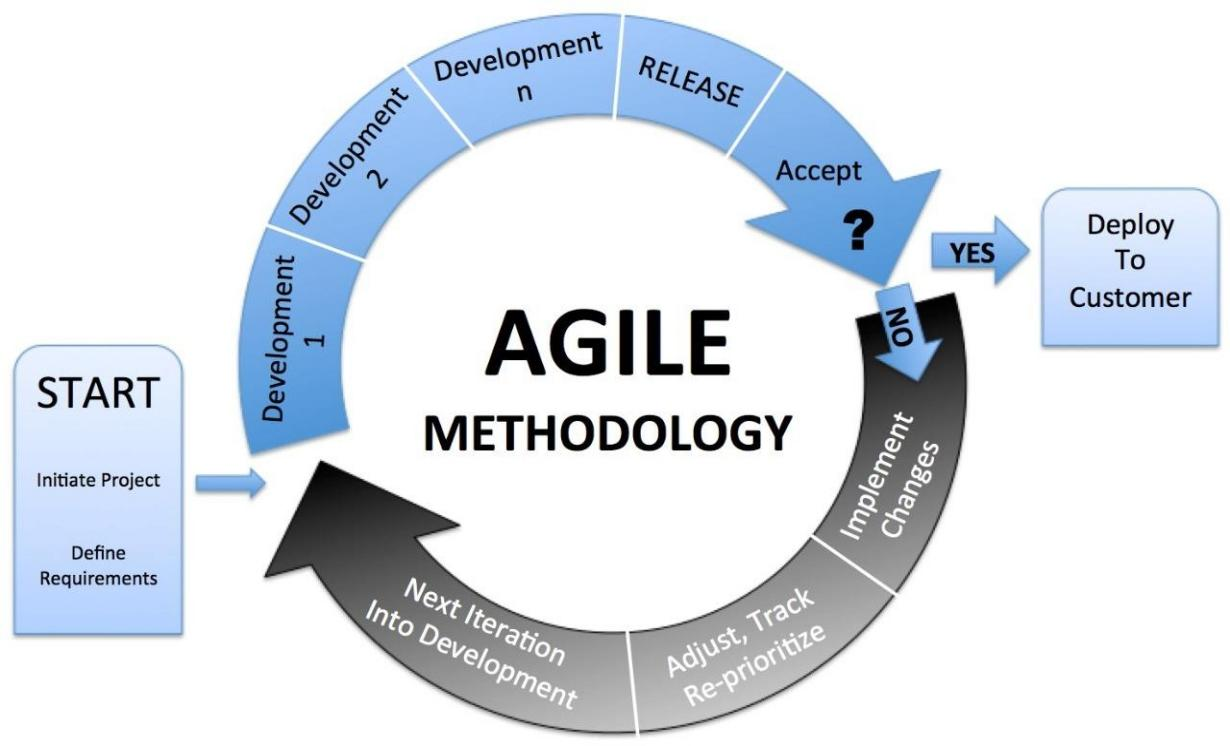 START
Initiate Project
Define
Requirements
Development
1
Development
2
Development
n
RELEASE
Accept
?
YES
Deploy
To
Customer
NO
Implement
Changes
Adjust, Track
Re-prioritize
Next Iteration
Into Development
AGILE
METHODOLOGY